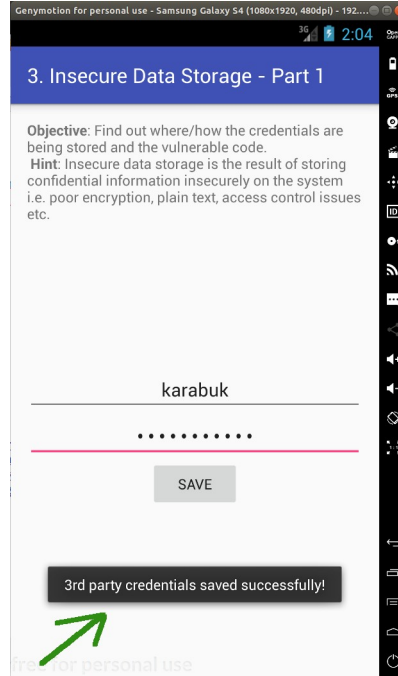 Genymotion for personal use - Samsung Galaxy S4 (1080x1920, 480dpi) - 192....
3G 2:04
3. Insecure Data Storage - Part 1
Objective: Find out where/how the credentials are
being stored and the vulnerable code.
Hint: Insecure data storage is the result of storing
confidential information insecurely on the system
i.e. poor encryption, plain text, access control issues
etc.
karabuk
•••••••••••
SAVE
3rd party credentials saved successfully!
free for personal use
GPS
ID